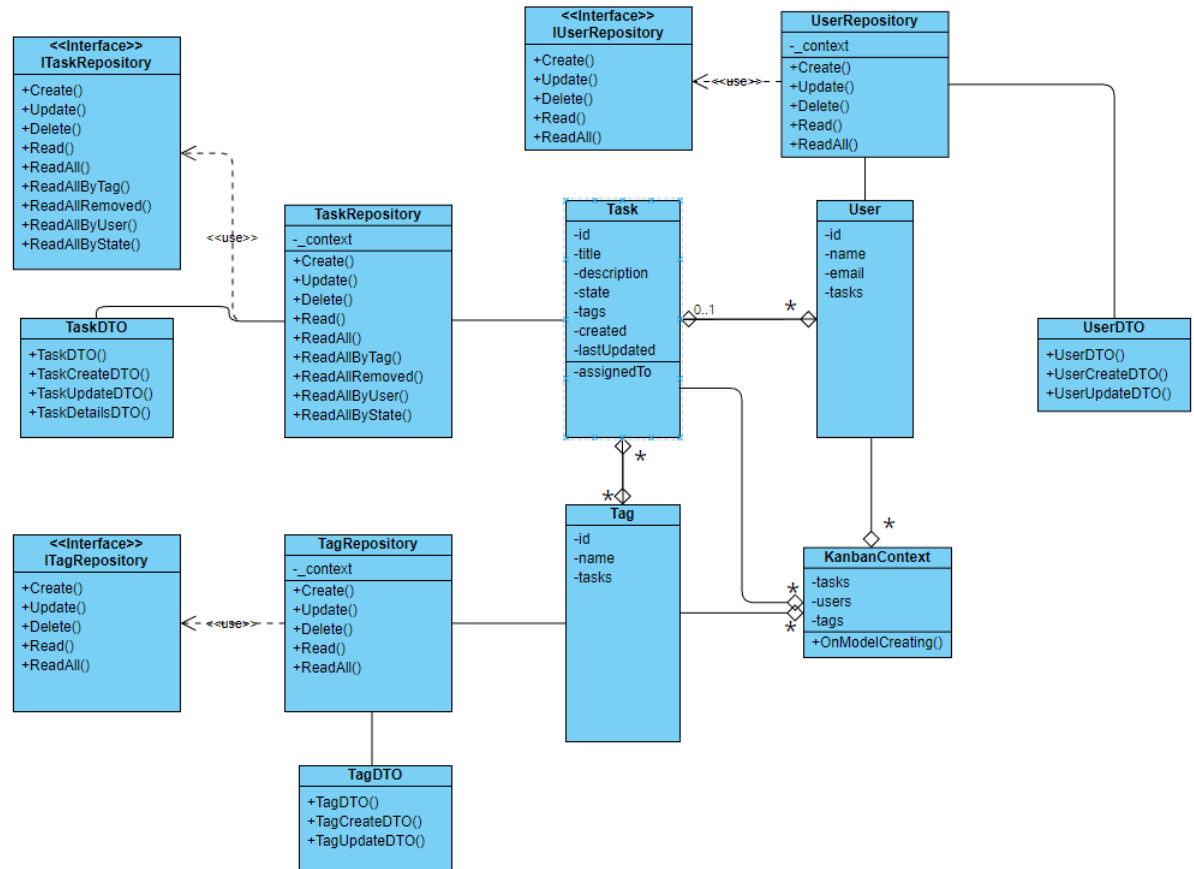 <<Interface>>
ITaskRepository
+Create()
+Update()
+Delete()
+Read()
+ReadAll()
+ReadAllByTag()
+ReadAllRemoved()
+ReadAllByUser()
+ReadAllByState()
<<Interface>>
IUserRepository
+Create()
+Update()
+Delete()
+Read()
+ReadAll()
<<use>>
UserRepository
-_context
+Create()
+Update()
+Delete()
+Read()
+ReadAll()
<<use>>
TaskRepository
-_context
+Create()
+Update()
+Delete()
+Read()
+ReadAll()
+ReadAllByTag()
+ReadAllRemoved()
+ReadAllByUser()
+ReadAllByState()
Task
-id
-title
-description
-state
-tags
-created
-lastUpdated
-assignedTo
0..1
*
User
-id
-name
-email
-tasks
TaskDTO
+TaskDTO()
+TaskCreateDTO()
+TaskUpdateDTO()
+TaskDetailsDTO()
UserDTO
+UserDTO()
+UserCreateDTO()
+UserUpdateDTO()
*
*
<<Interface>>
ITagRepository
+Create()
+Update()
+Delete()
+Read()
+ReadAll()
<<use>>
TagRepository
-_context
+Create()
+Update()
+Delete()
+Read()
+ReadAll()
Tag
-id
-name
-tasks
*
*
*
KanbanContext
-tasks
-users
-tags
+OnModelCreating()
TagDTO
+TagDTO()
+TagCreateDTO()
+TagUpdateDTO()